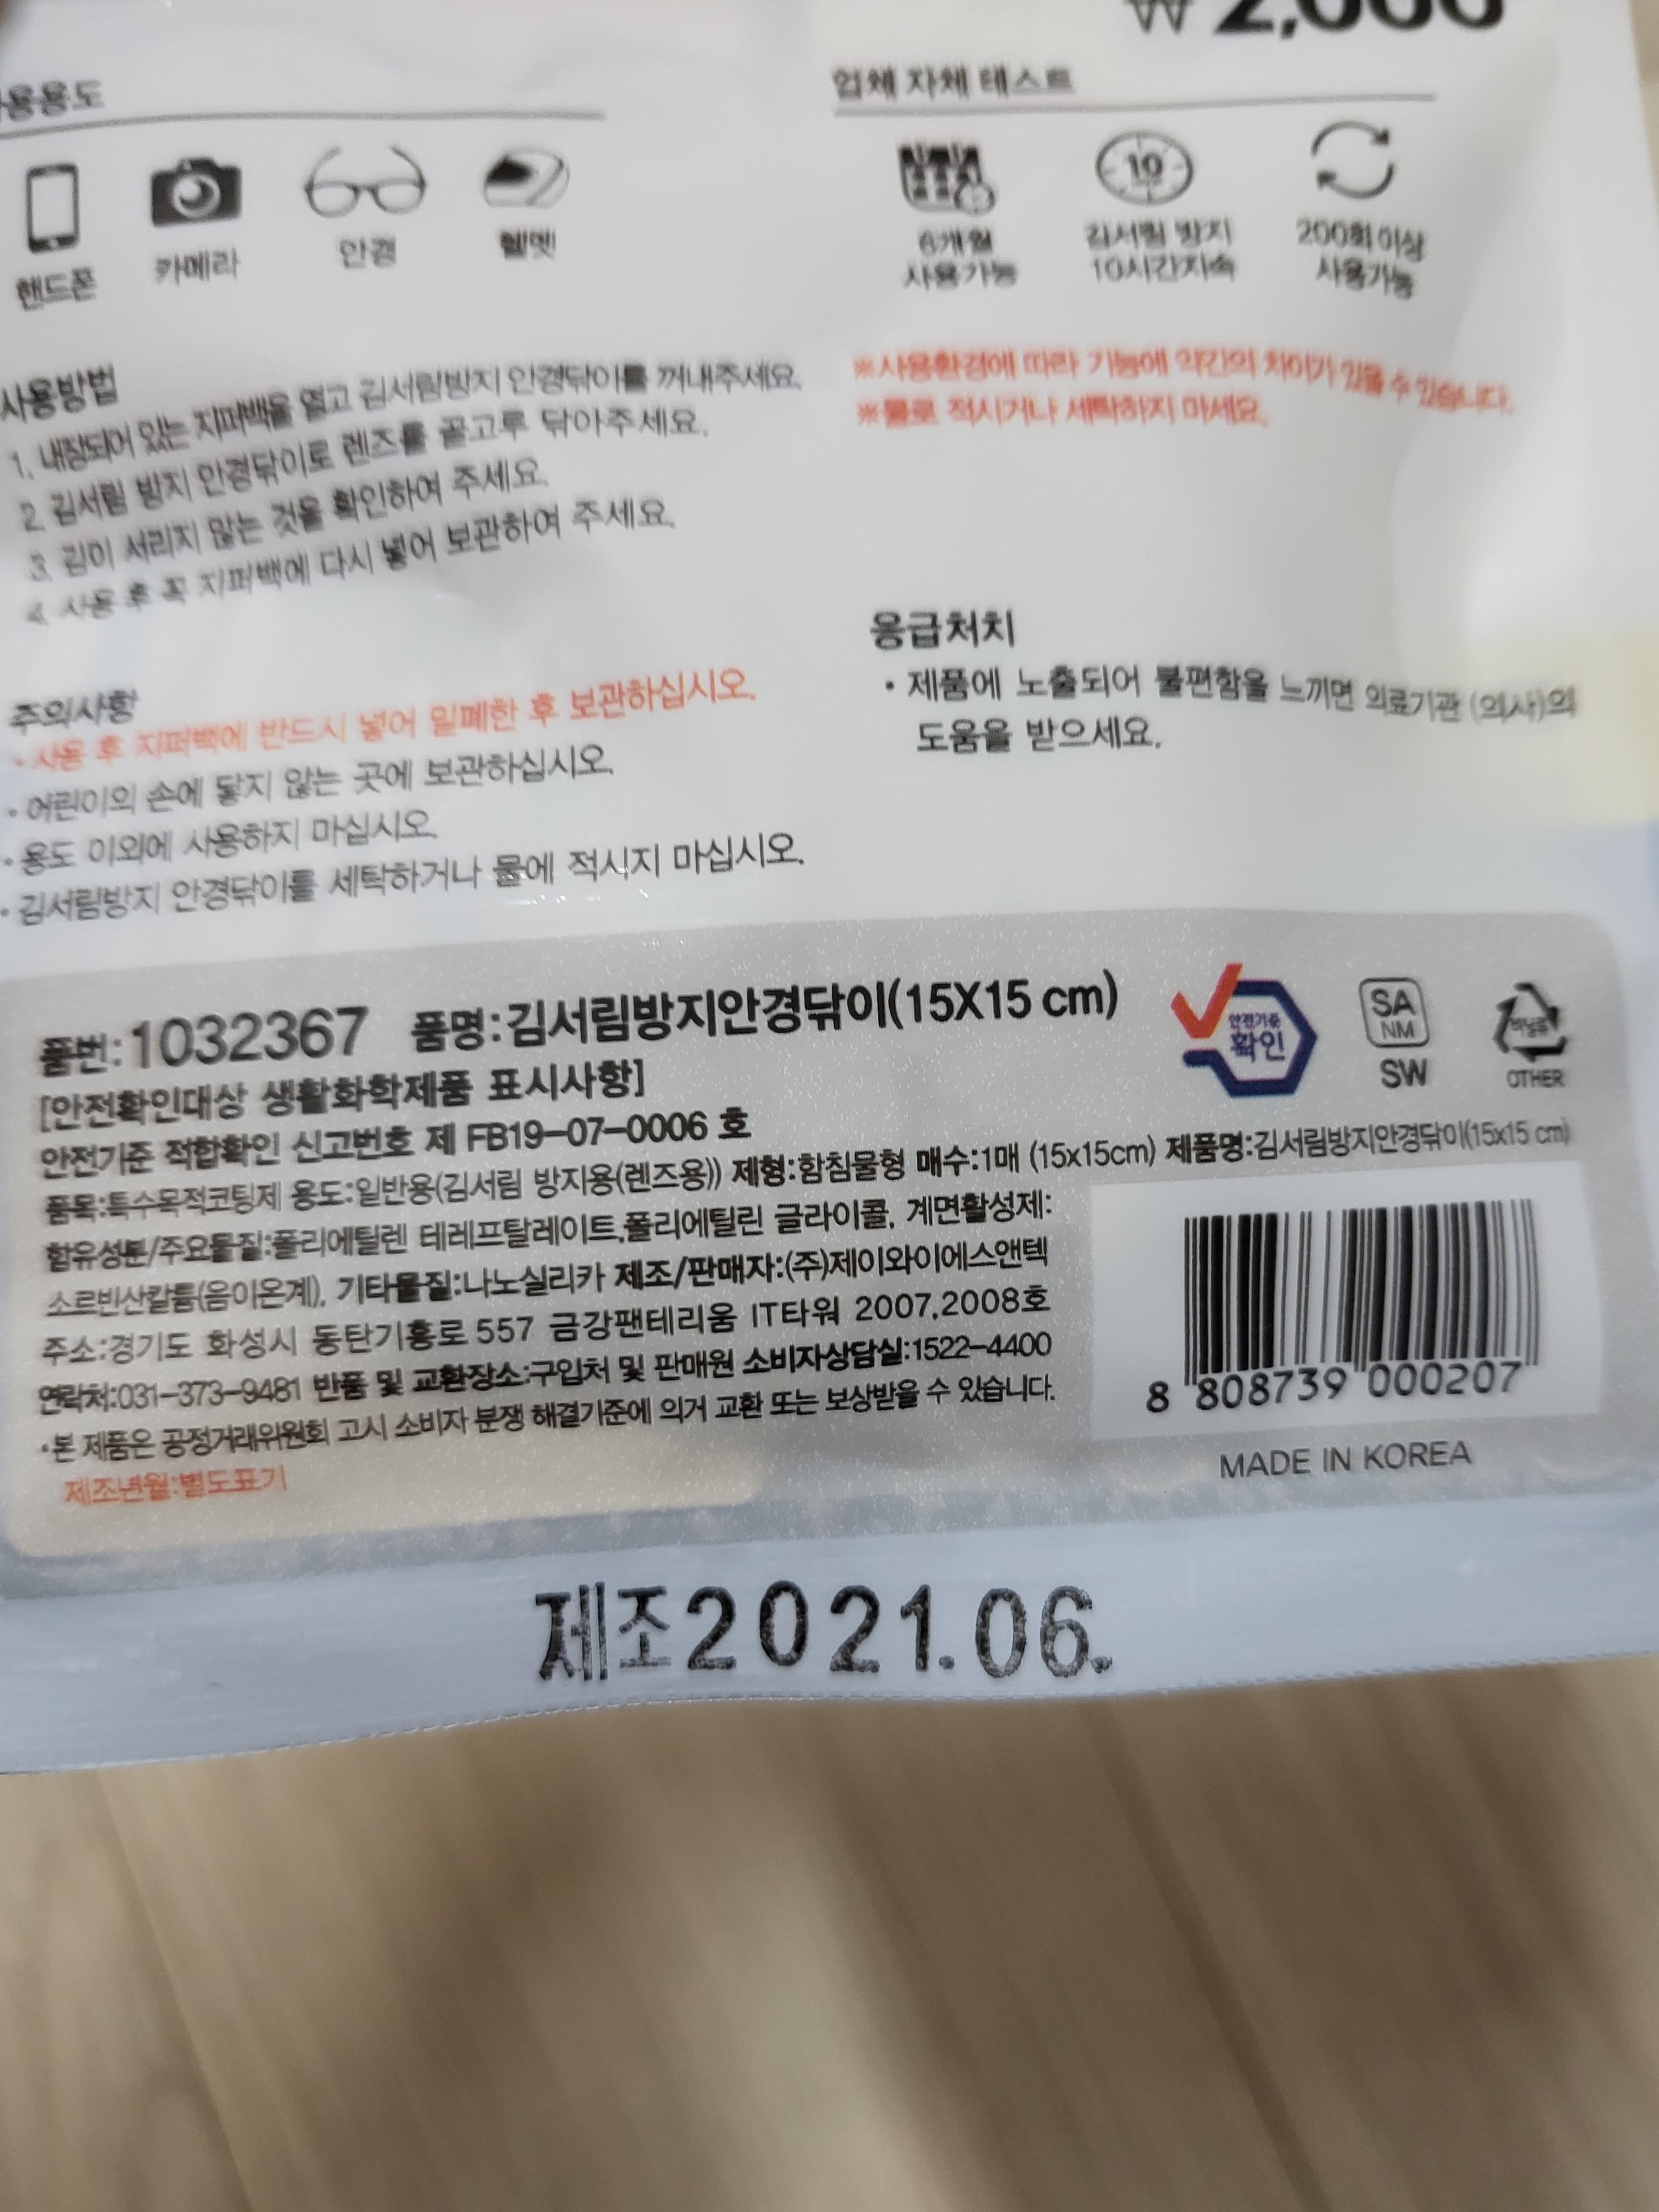 ₩ 2,000
용용도
핸드폰
카메라
안경
헬멧
업체 자체 테스트
10
6개월
사용가능
김서림 방지
10시간지속
200회 이상
사용가능
사용방법
1. 내장되어 있는 지퍼백을 열고 김서림방지 안경닦이를 꺼내주세요.
2. 김서림 방지 안경닦이로 렌즈를 골고루 닦아주세요.
3. 김이 서리지 않는 것을 확인하여 주세요.
4. 사용 후 꼭 지퍼백에 다시 넣어 보관하여 주세요.
※사용환경에 따라 기능에 약간의 차이가 있을 수 있습니다.
※물로 적시거나 세탁하지 마세요.
주의사항
· 사용 후 지퍼백에 반드시 넣어 밀폐한 후 보관하십시오.
· 어린이의 손에 닿지 않는 곳에 보관하십시오.
· 용도 이외에 사용하지 마십시오.
· 김서림방지 안경닦이를 세탁하거나 물에 적시지 마십시오.
응급처치
· 제품에 노출되어 불편함을 느끼면 의료기관 (의사)의
도움을 받으세요.
품번:1032367 품명:김서림방지안경닦이(15X15 cm)
[안전확인대상 생활화학제품 표시사항]
안전기준 적합확인 신고번호 제 FB19-07-0006 호
품목:특수목적코팅제 용도:일반용(김서림 방지용(렌즈용)) 제형:함침물형 매수:1매 (15x15cm) 제품명:김서림방지안경닦이(15x15 cm)
함유성분/주요물질:폴리에틸렌 테레프탈레이트,폴리에틸린 글라이콜, 계면활성제:
소르빈산칼륨(음이온계), 기타물질:나노실리카 제조/판매자:(주)제이와이에스앤텍
주소:경기도 화성시 동탄기흥로 557 금강팬테리움 IT타워 2007,2008호
연락처:031-373-9481 반품 및 교환장소:구입처 및 판매원 소비자상담실:1522-4400
·본 제품은 공정거래위원회 고시 소비자 분쟁 해결기준에 의거 교환 또는 보상받을 수 있습니다.
제조년월:별도표기
안전기준
확인
SA
NM
SW
비닐류
OTHER
8 808739 000207
MADE IN KOREA
제조2021.06.